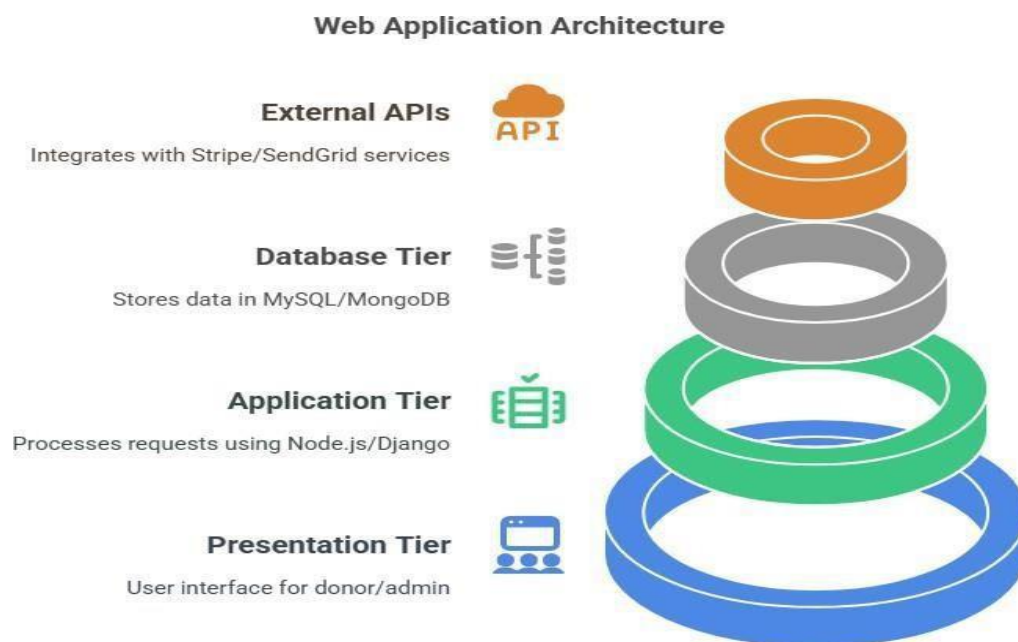 Web Application Architecture
External APIs
API
Integrates with Stripe/SendGrid services
Database Tier
Stores data in MySQL/MongoDB
Application Tier
Processes requests using Node.js/Django
Presentation Tier
User interface for donor/admin